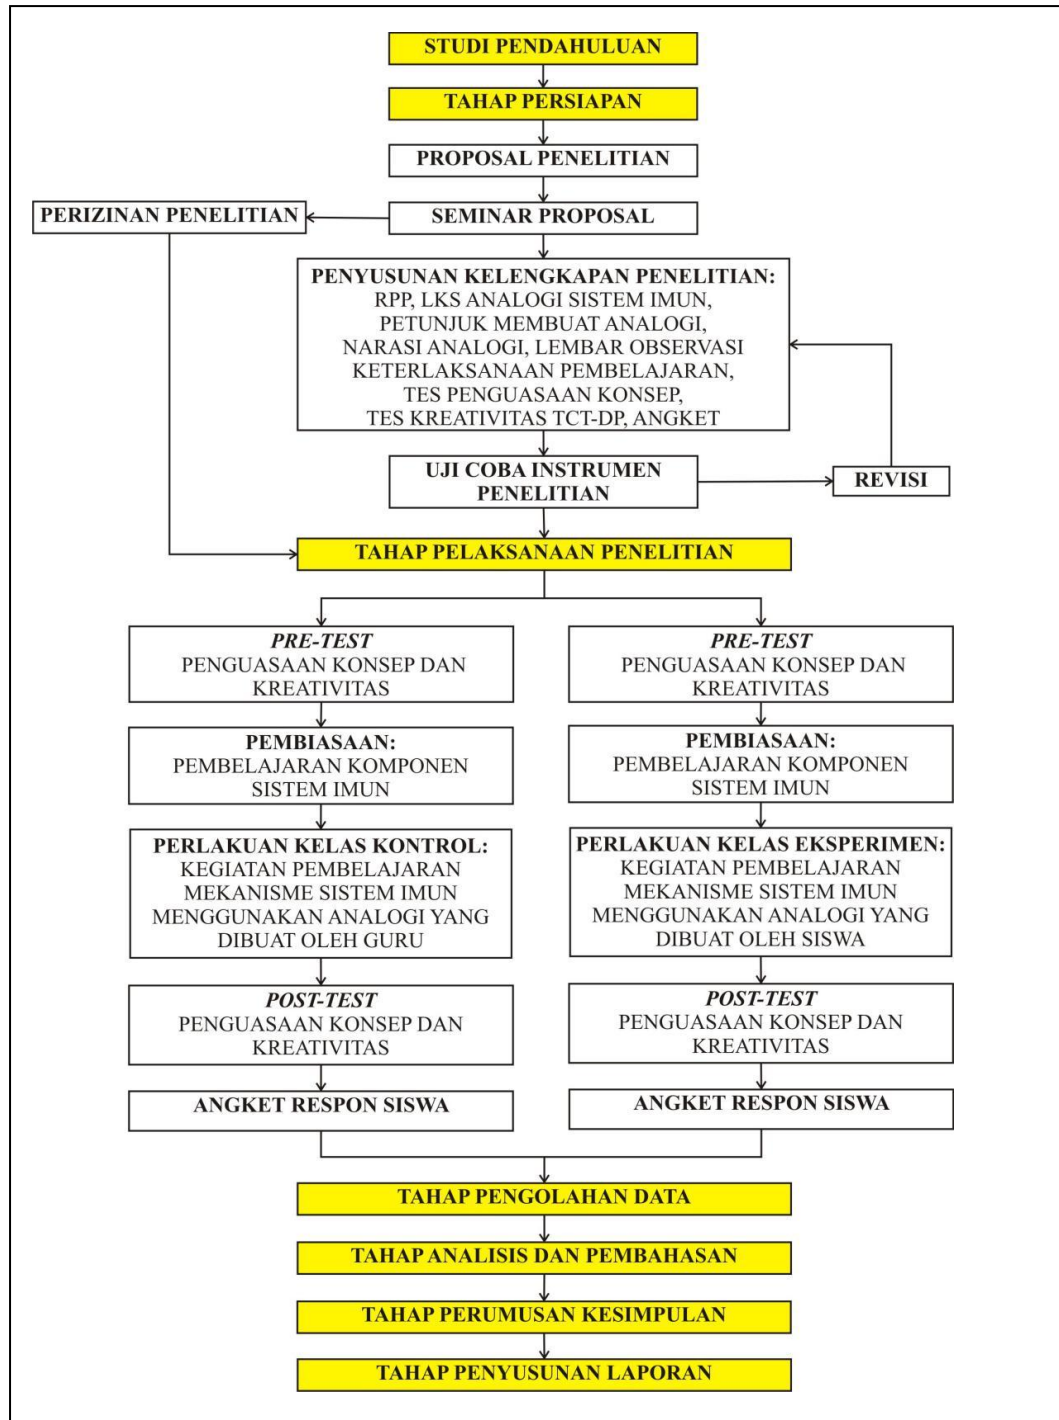 STUDI PENDAHULUAN
TAHAP PERSIAPAN
PROPOSAL PENELITIAN
PERIZINAN PENELITIAN
SEMINAR PROPOSAL
PENYUSUNAN KELENGKAPAN PENELITIAN:
RPP, LKS ANALOGI SISTEM IMUN,
PETUNJUK MEMBUAT ANALOGI,
NARASI ANALOGI, LEMBAR OBSERVASI
KETERLAKSANAAN PEMBELAJARAN,
TES PENGUASAAN KONSEP,
TES KREATIVITAS TCT-DP, ANGKET
UJI COBA INSTRUMEN
PENELITIAN
REVISI
TAHAP PELAKSANAAN PENELITIAN
PRE-TEST
PENGUASAAN KONSEP DAN
KREATIVITAS
PEMBIASAAN:
PEMBELAJARAN KOMPONEN
SISTEM IMUN
PERLAKUAN KELAS KONTROL:
KEGIATAN PEMBELAJARAN
MEKANISME SISTEM IMUN
MENGGUNAKAN ANALOGI YANG
DIBUAT OLEH GURU
POST-TEST
PENGUASAAN KONSEP DAN
KREATIVITAS
ANGKET RESPON SISWA
PRE-TEST
PENGUASAAN KONSEP DAN
KREATIVITAS
PEMBIASAAN:
PEMBELAJARAN KOMPONEN
SISTEM IMUN
PERLAKUAN KELAS EKSPERIMEN:
KEGIATAN PEMBELAJARAN
MEKANISME SISTEM IMUN
MENGGUNAKAN ANALOGI YANG
DIBUAT OLEH SISWA
POST-TEST
PENGUASAAN KONSEP DAN
KREATIVITAS
ANGKET RESPON SISWA
TAHAP PENGOLAHAN DATA
TAHAP ANALISIS DAN PEMBAHASAN
TAHAP PERUMUSAN KESIMPULAN
TAHAP PENYUSUNAN LAPORAN